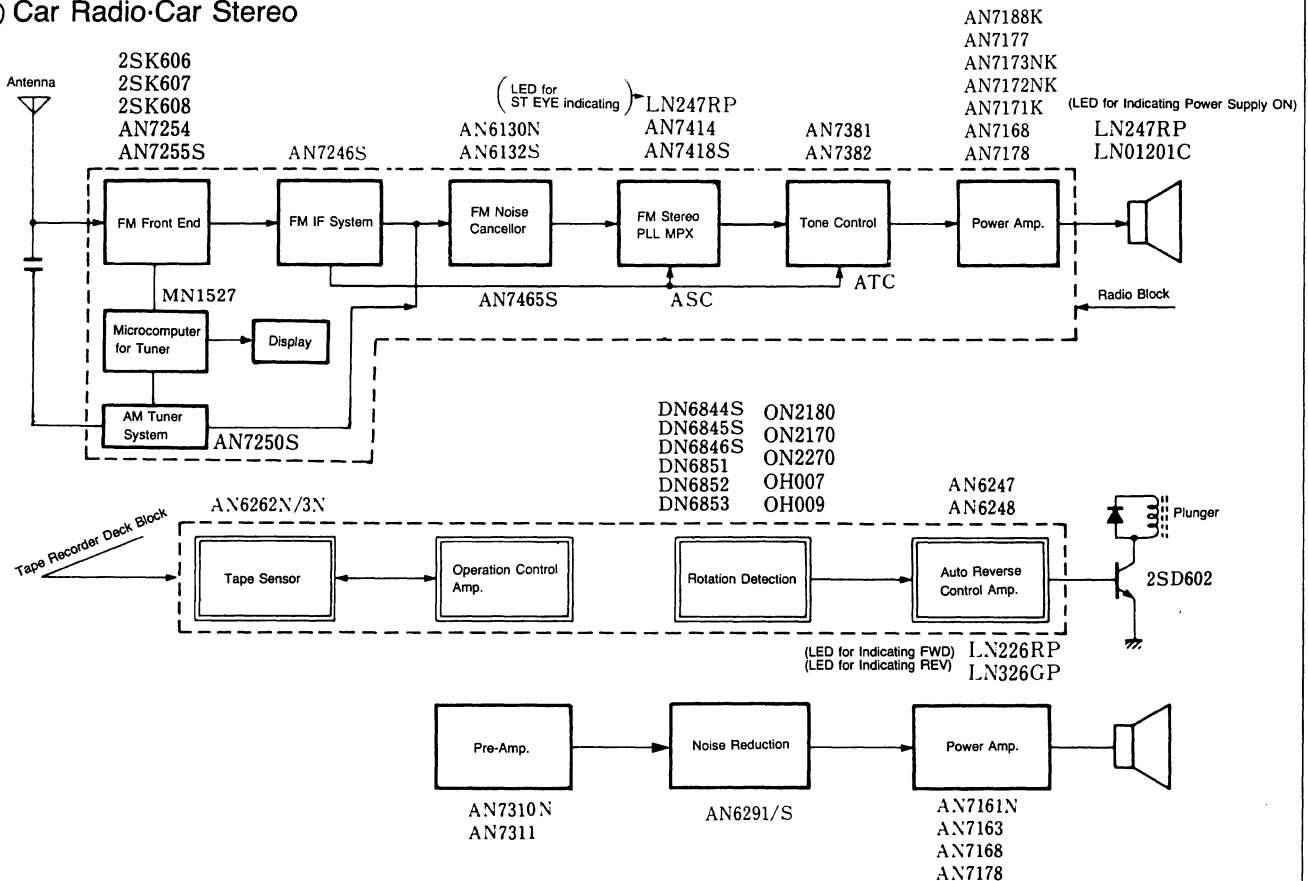 ) Car Radio·Car Stereo
Antenna
2SK606
2SK607
2SK608
AN7254
AN7255S
AN7246S
(LED for
ST EYE indicating)
AN6130N
AN6132S
LN247RP
AN7414
AN7418S
AN7381
AN7382
AN7188K
AN7177
AN7173NK
AN7172NK
AN7171K
AN7168
AN7178
(LED for Indicating Power Supply ON)
LN247RP
LN01201C
FM Front End
FM IF System
FM Noise
Cancellor
FM Stereo
PLL MPX
Tone Control
Power Amp.
AN7465S
ASC
ATC
Radio Block
MN1527
Microcomputer
for Tuner
Display
AM Tuner
System
AN7250S
Tape Recorder Deck Block
AN6262N/3N
DN6844S
DN6845S
DN6846S
DN6851
DN6852
DN6853
ON2180
ON2170
ON2270
OH007
OH009
AN6247
AN6248
Plunger
Tape Sensor
Operation Control
Amp.
Rotation Detection
Auto Reverse
Control Amp.
2SD602
(LED for Indicating FWD) LN226RP
(LED for Indicating REV) LN326GP
Pre-Amp.
Noise Reduction
Power Amp.
AN7310N
AN7311
AN6291/S
AN7161N
AN7163
AN7168
AN7178